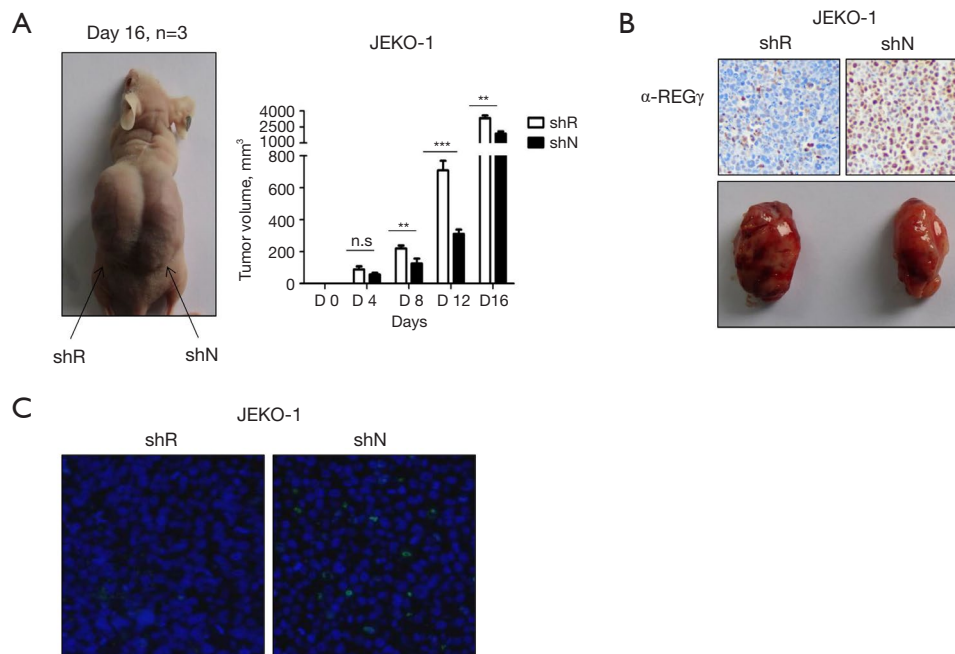 A
Day 16, n=3
shR
shN
JEKO-1
Tumor volume, mm³
4000
2500
1000
800
600
400
200
0
n.s
**
***
**
shR
shN
D 0
D 4
D 8
D 12
D16
Days
B
JEKO-1
shR
shN
α-REGγ
C
JEKO-1
shR
shN